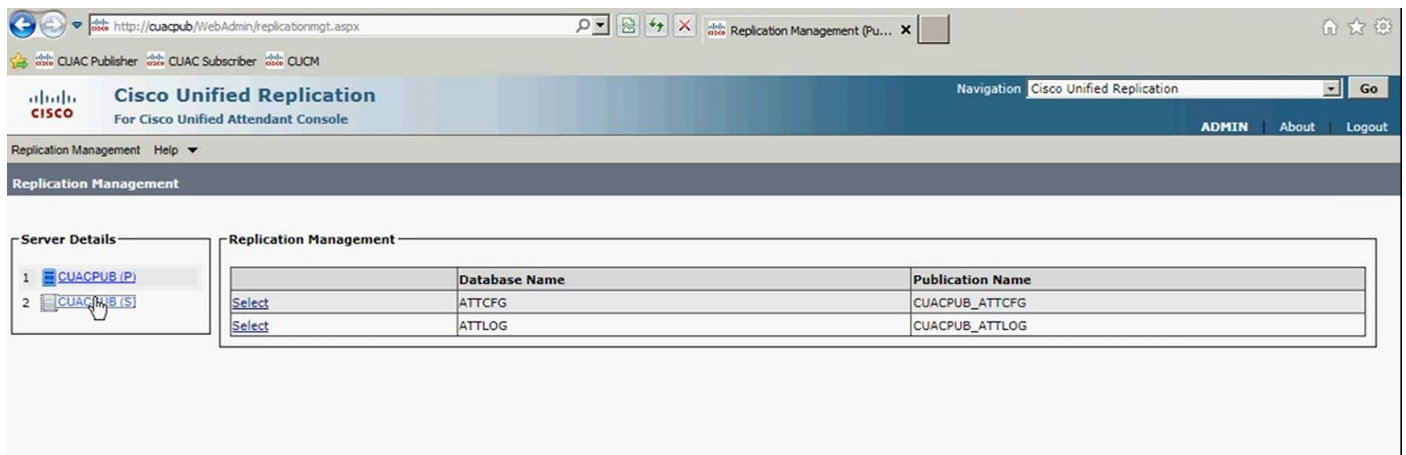 http://cuacpub/WebAdmin/replicationmgt.aspx
Replication Management (Pu...
CUAC Publisher CUAC Subscriber CUCM
CISCO
Cisco Unified Replication
For Cisco Unified Attendant Console
Navigation Cisco Unified Replication Go
ADMIN | About | Logout
Replication Management Help
Replication Management
Server Details
1 CUACPUB (P)
2 CUACPUB (S)
Replication Management
Database Name Publication Name
Select ATTCFG CUACPUB_ATTCFG
Select ATTLOG CUACPUB_ATTLOG